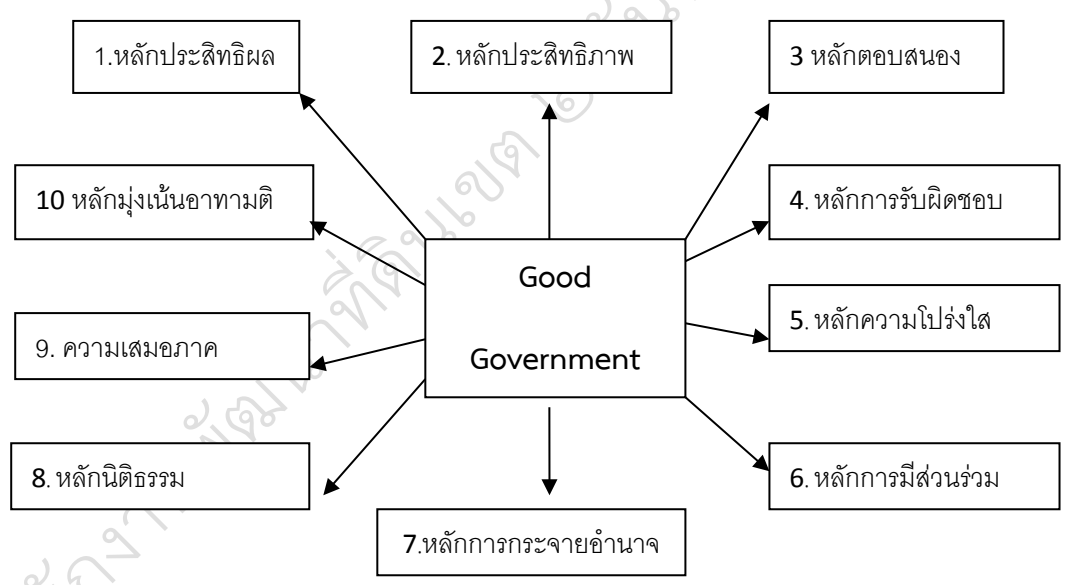 1.หลักประสิทธิผล
2. หลักประสิทธิภาพ
3 หลักตอบสนอง
10 หลักมุ่งเน้นอาทามติ
4. หลักการรับผิดชอบ
Good
Government
5. หลักความโปร่งใส
9. ความเสมอภาค
8. หลักนิติธรรม
6. หลักการมีส่วนร่วม
7.หลักการกระจายอำนาจ